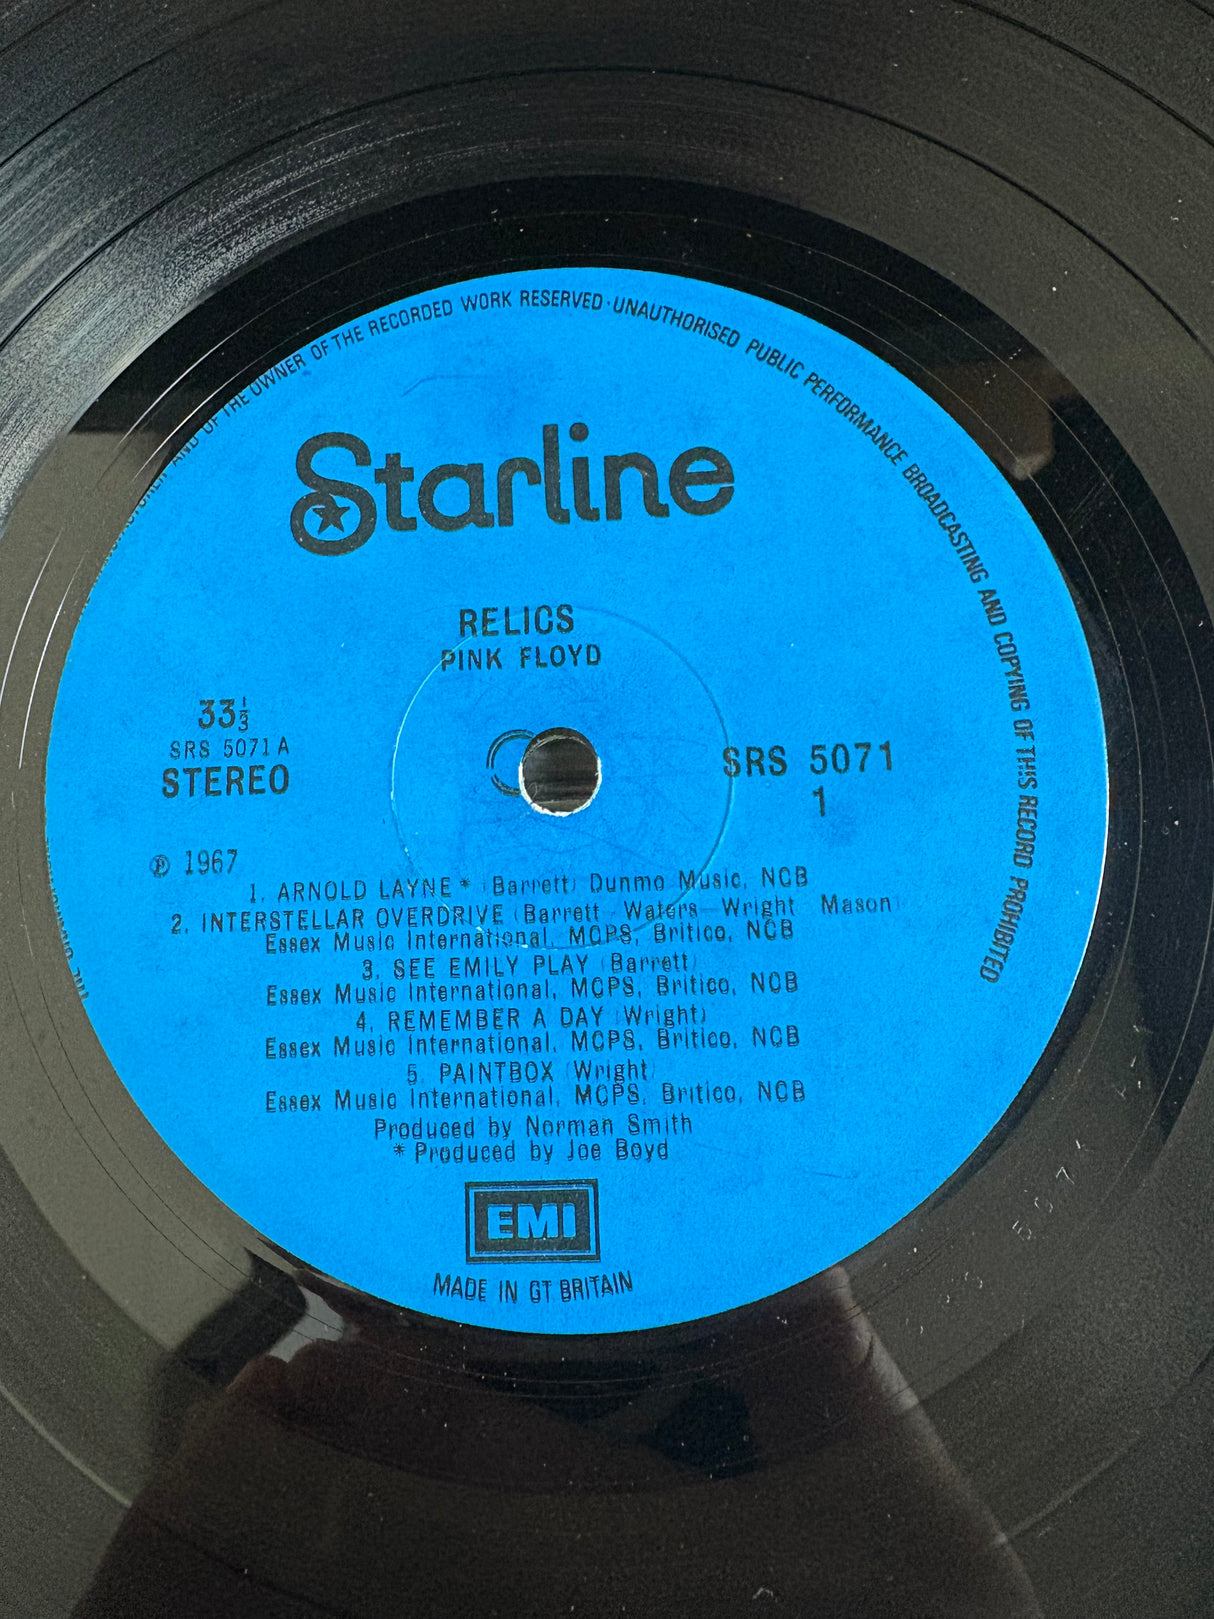 AND OF THE OWNER OF THE RECORDED WORK RESERVED · UNAUTHORISED PUBLIC PERFORMANCE BROADCASTING AND COPYING OF THIS RECORD PROHIBITED
Starline
RELICS
PINK FLOYD
33⅓
SRS 5071 A
STEREO
SRS 5071
1
℗ 1967
1. ARNOLD LAYNE * (Barrett) Dunmo Music, NCB
2. INTERSTELLAR OVERDRIVE (Barrett Waters Wright Mason)
Essex Music International, MCPS, Britico, NCB
3. SEE EMILY PLAY (Barrett)
Essex Music International, MCPS, Britico, NCB
4. REMEMBER A DAY (Wright)
Essex Music International, MCPS, Britico, NCB
5. PAINTBOX (Wright)
Essex Music International, MCPS, Britico, NCB
Produced by Norman Smith
* Produced by Joe Boyd
EMI
MADE IN GT BRITAIN